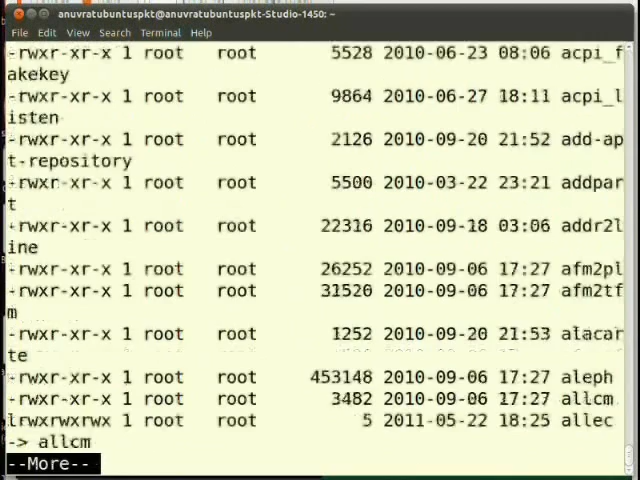 anuvratubuntuspkt@anuvratubuntuspkt-Studio-1450: ~
File Edit View Search Terminal Help
-rwxr-xr-x 1 root root 5528 2010-06-23 08:06 acpi_f
akekey
-rwxr-xr-x 1 root root 9864 2010-06-27 18:11 acpi_l
isten
-rwxr-xr-x 1 root root 2126 2010-09-20 21:52 add-ap
t-repository
-rwxr-xr-x 1 root root 5500 2010-03-22 23:21 addpar
t
-rwxr-xr-x 1 root root 22316 2010-09-18 03:06 addr2l
ine
-rwxr-xr-x 1 root root 26252 2010-09-06 17:27 afm2pl
-rwxr-xr-x 1 root root 31520 2010-09-06 17:27 afm2tf
m
-rwxr-xr-x 1 root root 1252 2010-09-20 21:53 alacar
te
-rwxr-xr-x 1 root root 453148 2010-09-06 17:27 aleph
-rwxr-xr-x 1 root root 3482 2010-09-06 17:27 allcm
lrwxrwxrwx 1 root root 5 2011-05-22 18:25 allec
-> allcm
--More--